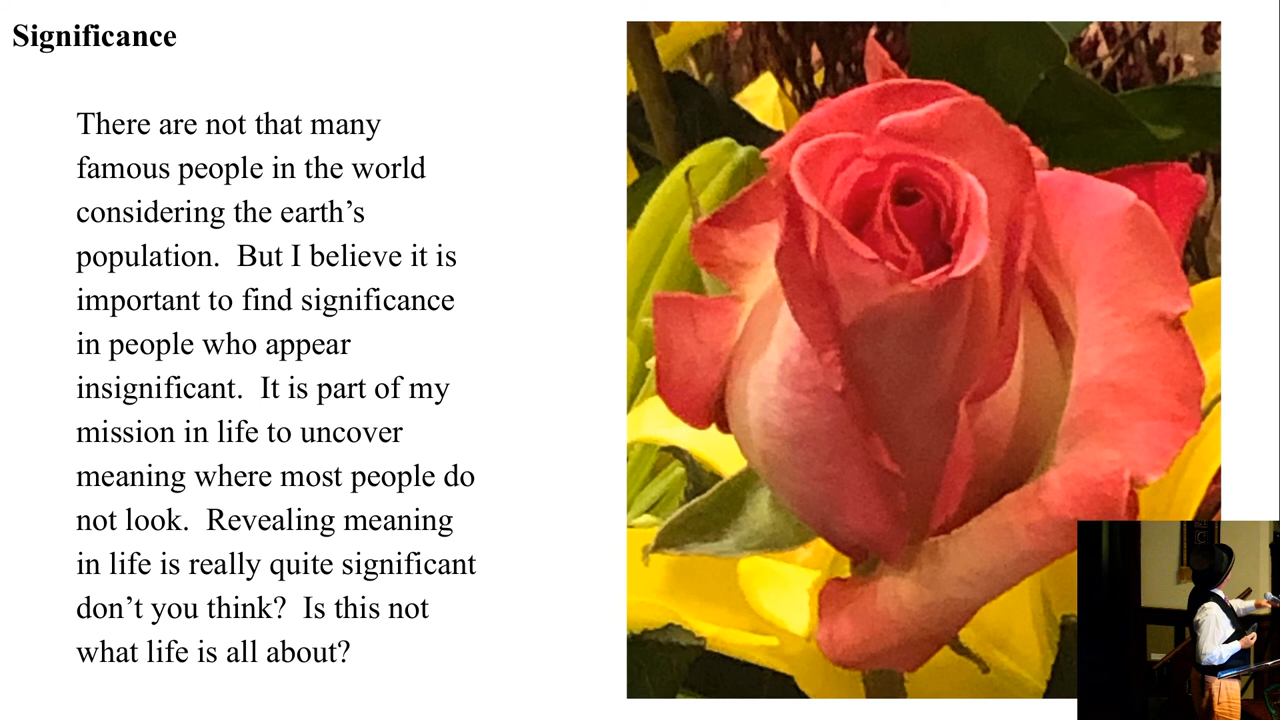 Significance
There are not that many
famous people in the world
considering the earth’s
population.  But I believe it is
important to find significance
in people who appear
insignificant.  It is part of my
mission in life to uncover
meaning where most people do
not look.  Revealing meaning
in life is really quite significant
don’t you think?  Is this not
what life is all about?